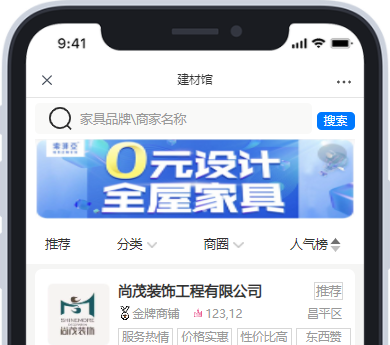 9:41
建材馆
家具品牌\商家名称
搜索
0元设计
全屋家具
推荐 分类 商圈 人气榜
尚茂装饰工程有限公司 推荐
金牌商铺 123,12 昌平区
尚茂装饰
服务热情 价格实惠 性价比高 东西赞